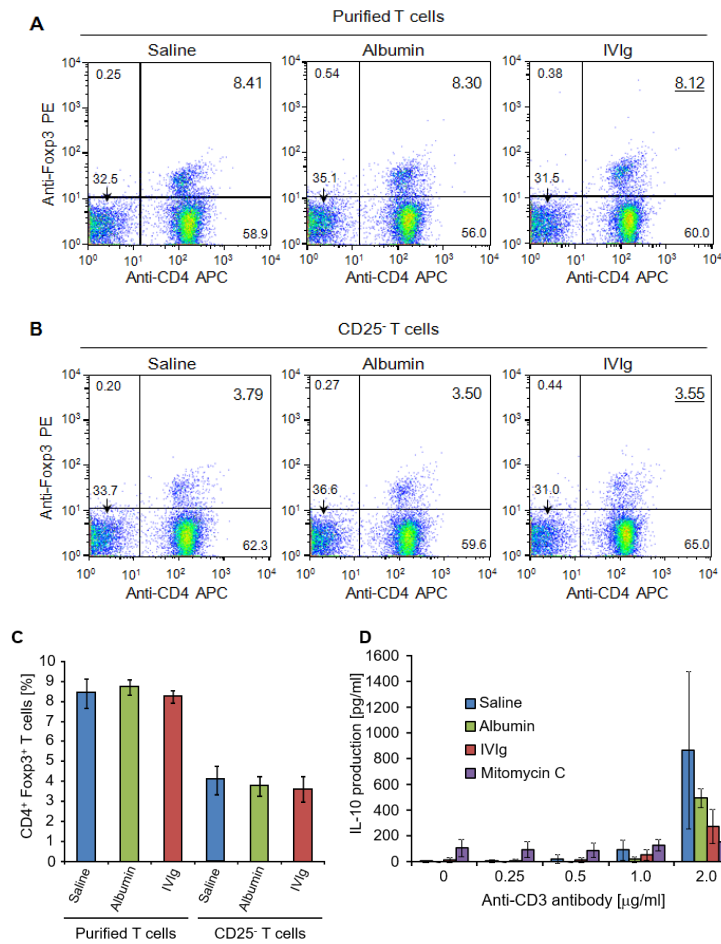 A
Purified T cells
Saline
Albumin
IVIg
Anti-Foxp3 PE
10⁴
10³
10²
10¹
10⁰
0.25
8.41
32.5
58.9
10⁰ 10¹ 10² 10³ 10⁴
Anti-CD4 APC
10⁴
10³
10²
10¹
10⁰
0.54
8.30
35.1
56.0
10⁰ 10¹ 10² 10³ 10⁴
Anti-CD4 APC
10⁴
10³
10²
10¹
10⁰
0.38
8.12
31.5
60.0
10⁰ 10¹ 10² 10³ 10⁴
Anti-CD4 APC
B
CD25⁻ T cells
Saline
Albumin
IVIg
Anti-Foxp3 PE
10⁴
10³
10²
10¹
10⁰
0.20
3.79
33.7
62.3
10⁰ 10¹ 10² 10³ 10⁴
Anti-CD4 APC
10⁴
10³
10²
10¹
10⁰
0.27
3.50
36.6
59.6
10⁰ 10¹ 10² 10³ 10⁴
Anti-CD4 APC
10⁴
10³
10²
10¹
10⁰
0.44
3.55
31.0
65.0
10⁰ 10¹ 10² 10³ 10⁴
Anti-CD4 APC
C
CD4⁺ Foxp3⁺ T cells [%]
10
9
8
7
6
5
4
3
2
1
0
Saline
Albumin
IVIg
Saline
Albumin
IVIg
Purified T cells
CD25⁻ T cells
D
IL-10 production [pg/ml]
1600
1400
1200
1000
800
600
400
200
0
Saline
Albumin
IVIg
Mitomycin C
0 0.25 0.5 1.0 2.0
Anti-CD3 antibody [μg/ml]